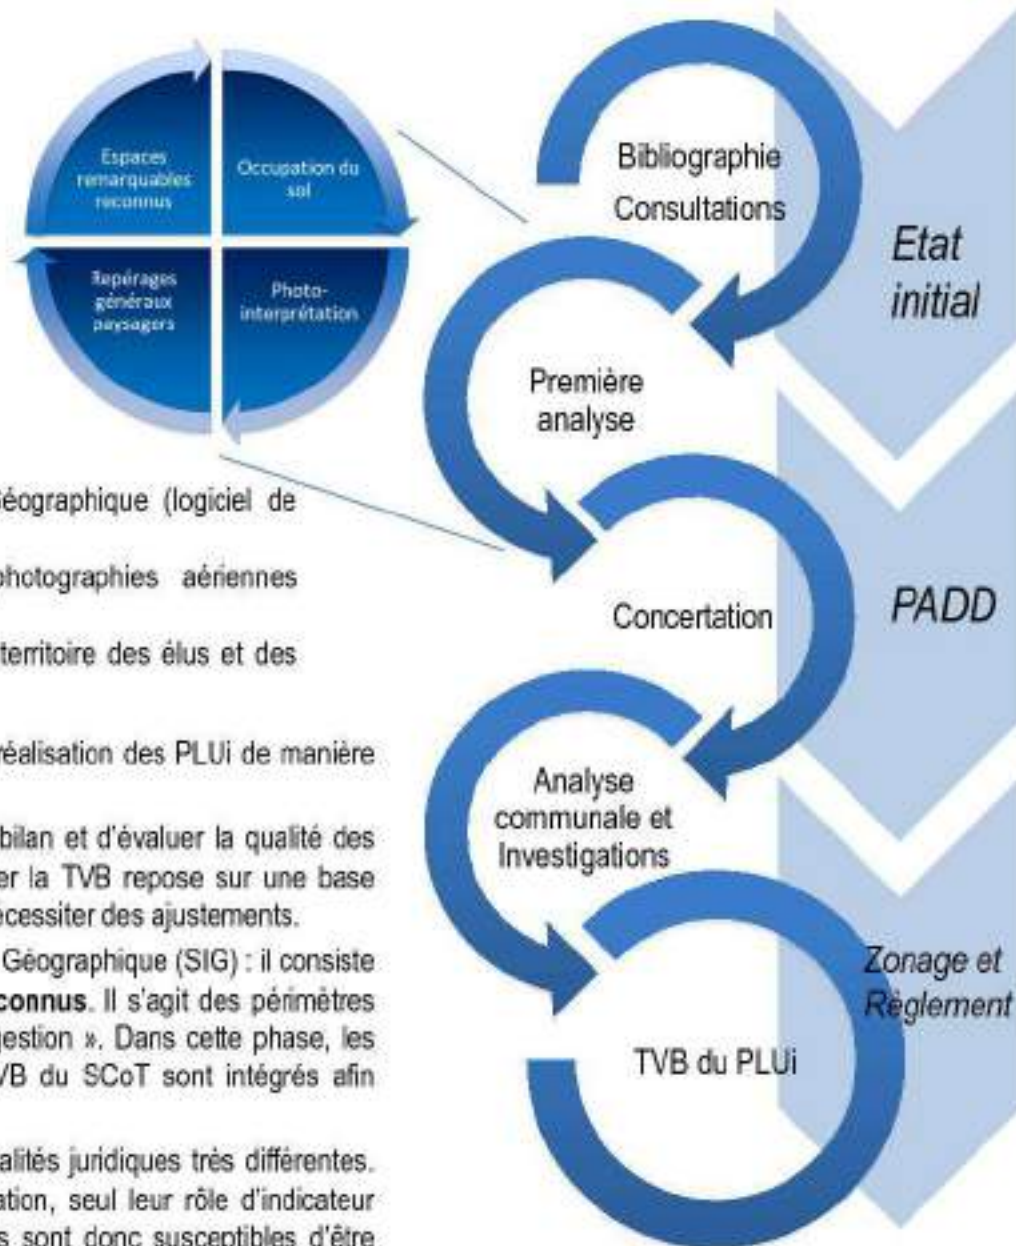 Espaces
remarquables
reconnus
Occupation du
sol
Repérages
généraux
paysagers
Photo-
interprétation
Bibliographie
Consultations
Etat
initial
Première
analyse
Concertation
PADD
Analyse
communale et
Investigations
Zonage et
Règlement
TVB du PLUi
Géographique (logiciel de
photographies aériennes
territoire des élus et des
réalisation des PLUi de manière
bilan et d'évaluer la qualité des
er la TVB repose sur une base
écessiter des ajustements.
Géographique (SIG) : il consiste
connus. Il s'agit des périmètres
gestion ». Dans cette phase, les
VB du SCoT sont intégrés afin
alités juridiques très différentes.
ation, seul leur rôle d'indicateur
s sont donc susceptibles d'être